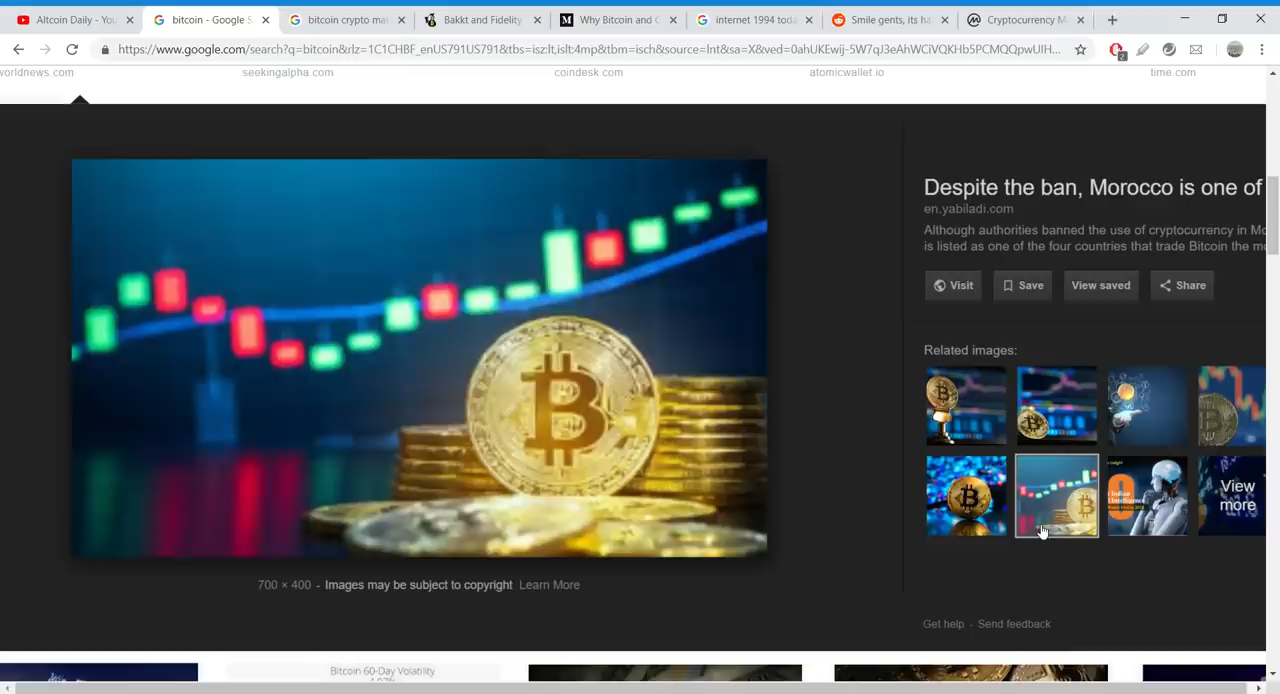 Altcoin Daily - You
bitcoin - Google S
bitcoin crypto ma
Bakkt and Fidelity
Why Bitcoin and
internet 1994 toda
Smile gents, its ha
Cryptocurrency M
https://www.google.com/search?q=bitcoin&rlz=1C1CHBF_enUS791US791&tbs=isz:lt,islt:4mp&tbm=isch&source=lnt&sa=X&ved=0ahUKEwij-5W7qJ3eAhWCiVQKHb5PCMQQpwUIH...
2
worldnews.com
seekingalpha.com
coindesk.com
atomicwallet.io
time.com
Despite the ban, Morocco is one of
en.yabiladi.com
Although authorities banned the use of cryptocurrency in Mo
is listed as one of the four countries that trade Bitcoin the mo
Visit
Save
View saved
Share
Related images:
View
more
700 × 400 - Images may be subject to copyright Learn More
Get help - Send feedback
Bitcoin 60-Day Volatility